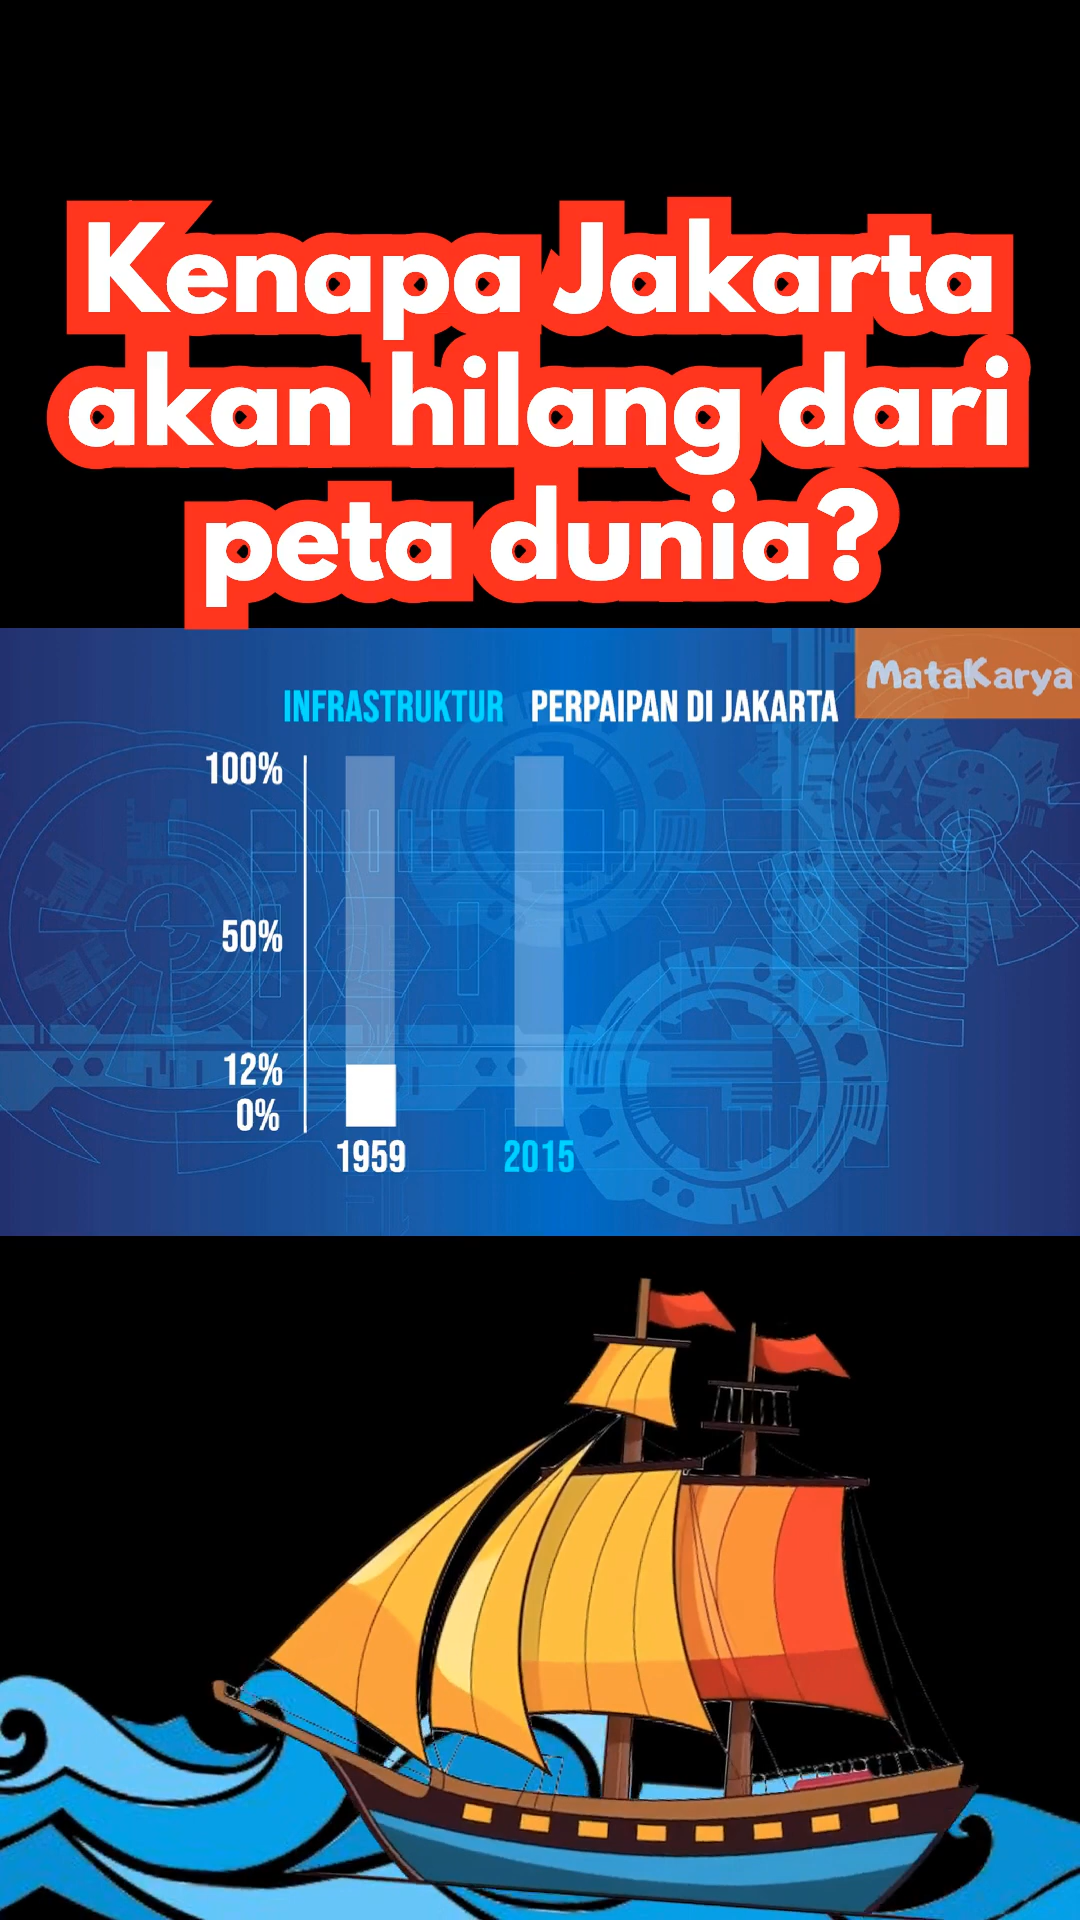 Kenapa Jakarta
akan hilang dari
peta dunia?
MataKarya
INFRASTRUKTUR PERPAIPAN DI JAKARTA
100%
50%
12%
0%
1959 2015